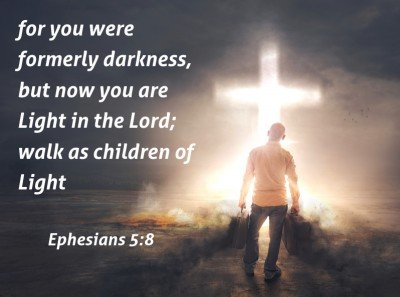 for you were
formerly darkness,
but now you are
Light in the Lord;
walk as children of
Light
Ephesians 5:8